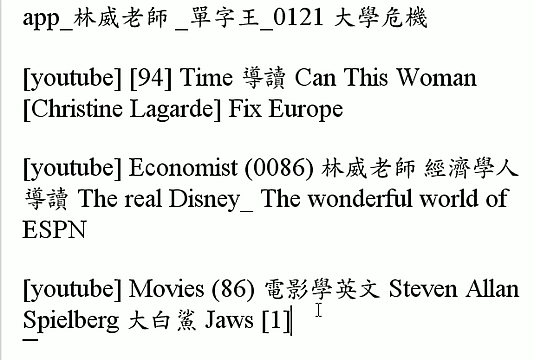 app_林威老師 _單字王_0121 大學危機
[youtube] [94] Time 導讀 Can This Woman
[Christine Lagarde] Fix Europe
[youtube] Economist (0086) 林威老師 經濟學人
導讀 The real Disney_ The wonderful world of
ESPN
[youtube] Movies (86) 電影學英文 Steven Allan
Spielberg 大白鯊 Jaws [1]